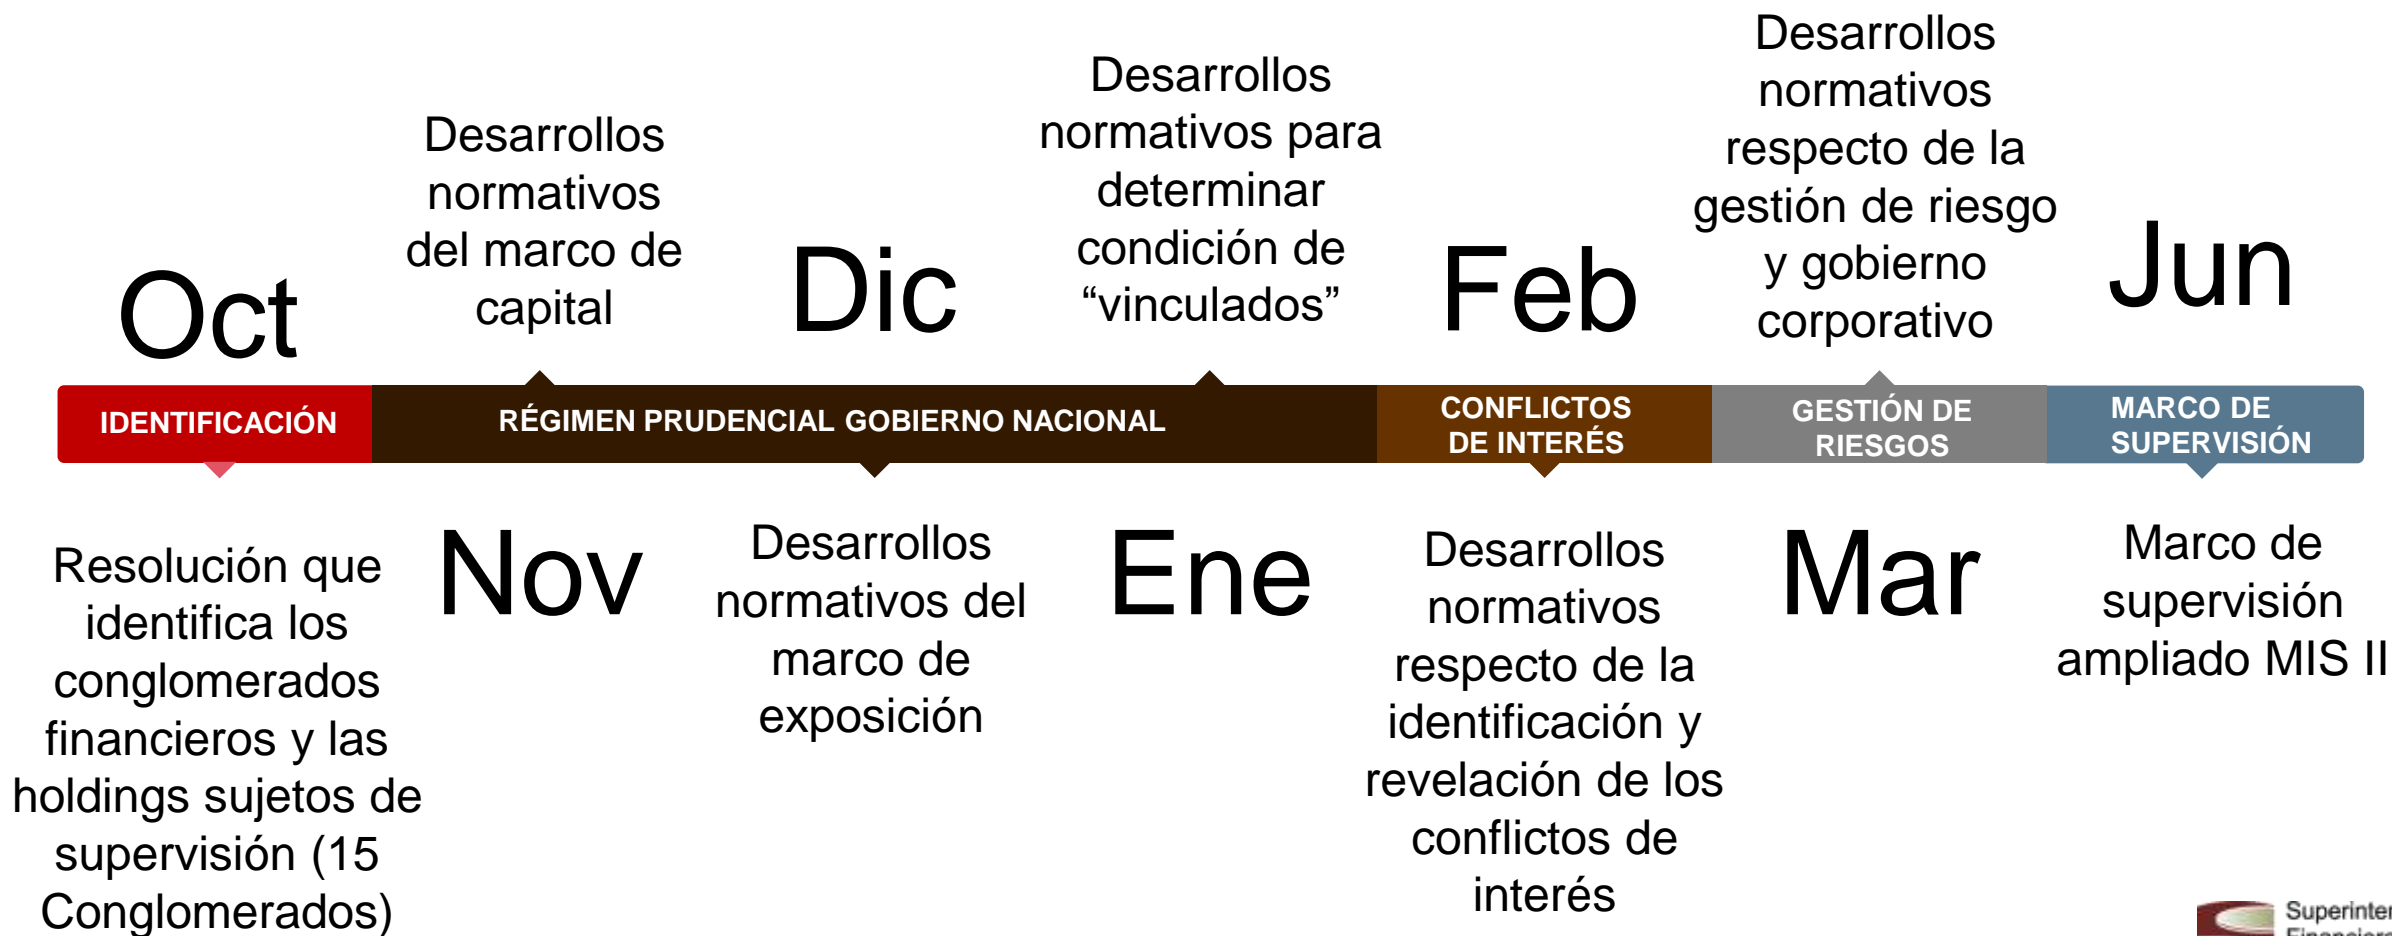 Oct
Desarrollos
normativos
del marco de
capital
Dic
Desarrollos
normativos para
determinar
condición de
“vinculados”
Feb
Desarrollos
normativos
respecto de la
gestión de riesgo
y gobierno
corporativo
Jun
IDENTIFICACIÓN
RÉGIMEN PRUDENCIAL GOBIERNO NACIONAL
CONFLICTOS
DE INTERÉS
GESTIÓN DE
RIESGOS
MARCO DE
SUPERVISIÓN
Resolución que
identifica los
conglomerados
financieros y las
holdings sujetos de
supervisión (15
Conglomerados)
Nov
Desarrollos
normativos del
marco de
exposición
Ene
Desarrollos
normativos
respecto de la
identificación y
revelación de los
conflictos de
interés
Mar
Marco de
supervisión
ampliado MIS II